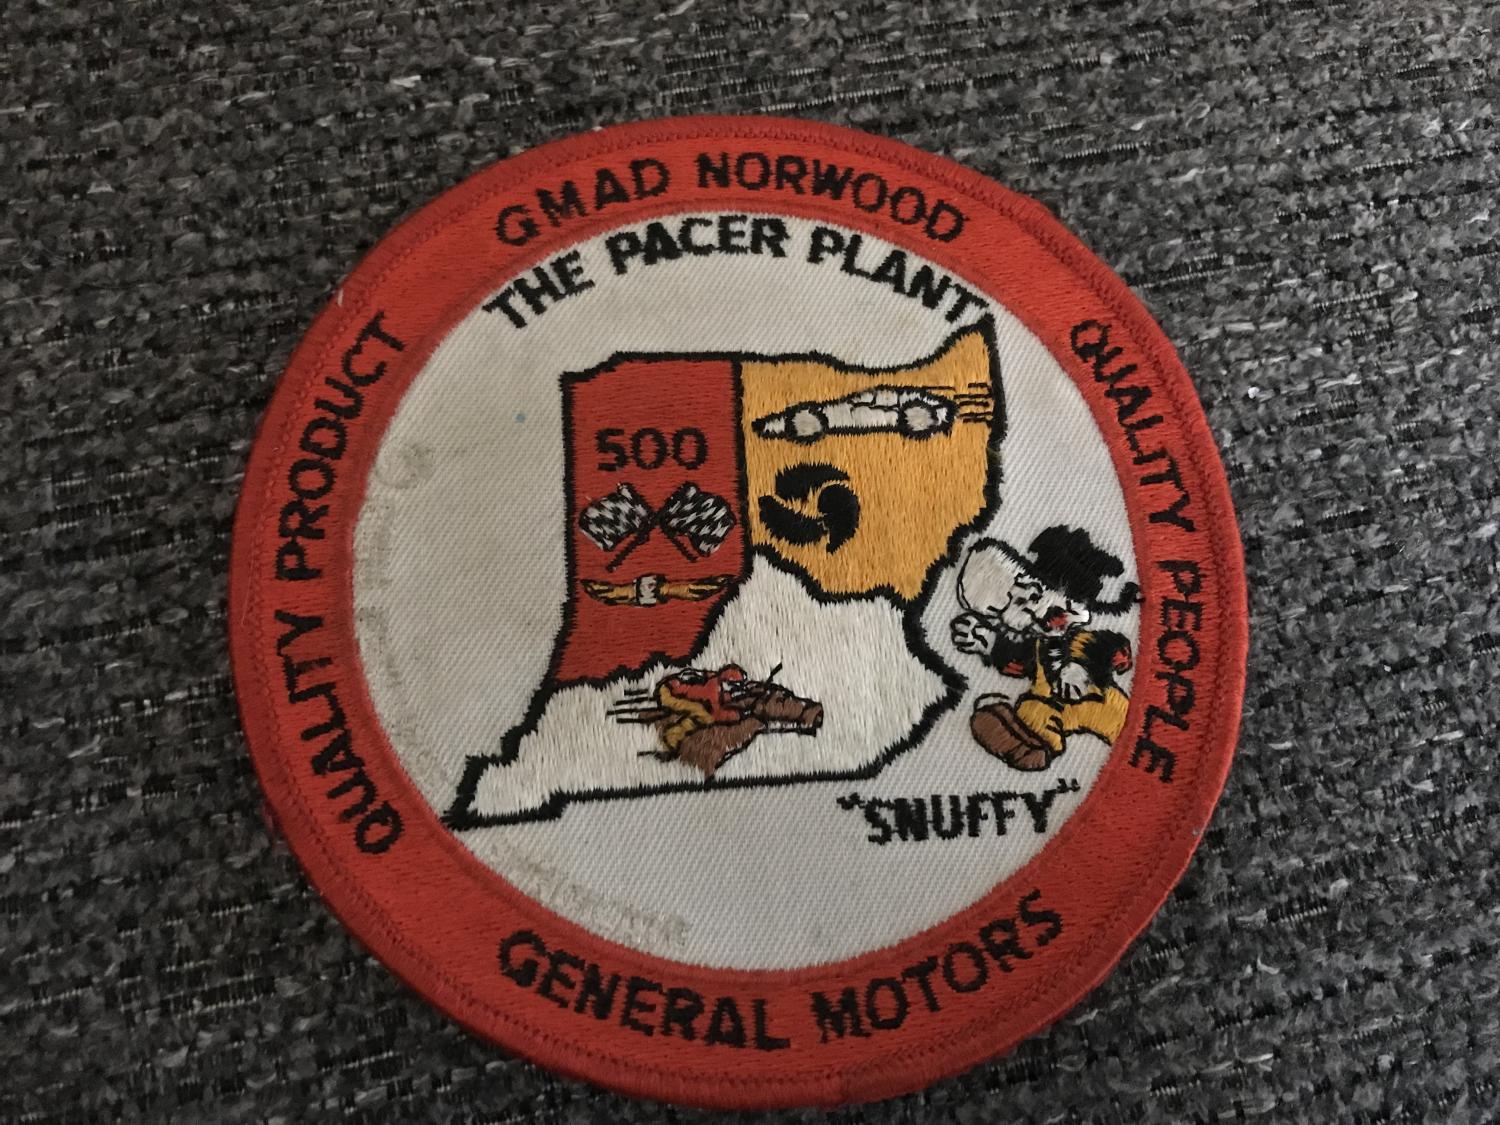 GMAD NORWOOD
THE PACER PLANT
QUALITY PRODUCT
QUALITY PEOPLE
500
"SNUFFY"
GENERAL MOTORS